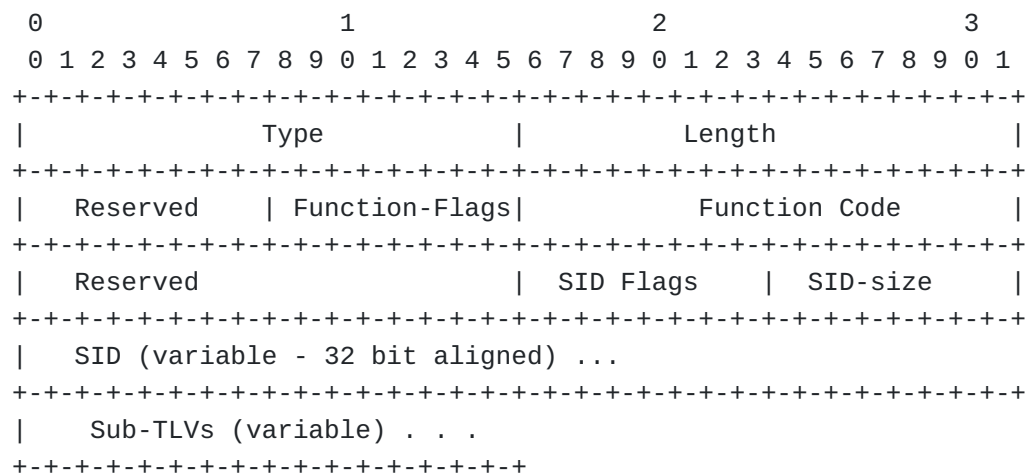 0                   1                   2                   3
 0 1 2 3 4 5 6 7 8 9 0 1 2 3 4 5 6 7 8 9 0 1 2 3 4 5 6 7 8 9 0 1
+-+-+-+-+-+-+-+-+-+-+-+-+-+-+-+-+-+-+-+-+-+-+-+-+-+-+-+-+-+-+-+-+
|               Type            |          Length               |
+-+-+-+-+-+-+-+-+-+-+-+-+-+-+-+-+-+-+-+-+-+-+-+-+-+-+-+-+-+-+-+-+
|   Reserved    | Function-Flags|           Function Code       |
+-+-+-+-+-+-+-+-+-+-+-+-+-+-+-+-+-+-+-+-+-+-+-+-+-+-+-+-+-+-+-+-+
|   Reserved                    |  SID Flags    |  SID-size     |
+-+-+-+-+-+-+-+-+-+-+-+-+-+-+-+-+-+-+-+-+-+-+-+-+-+-+-+-+-+-+-+-+
|   SID (variable - 32 bit aligned) ...
+-+-+-+-+-+-+-+-+-+-+-+-+-+-+-+-+-+-+-+-+-+-+-+-+-+-+-+-+-+-+-+-+
|    Sub-TLVs (variable) . . .
+-+-+-+-+-+-+-+-+-+-+-+-+-+-+-+-+